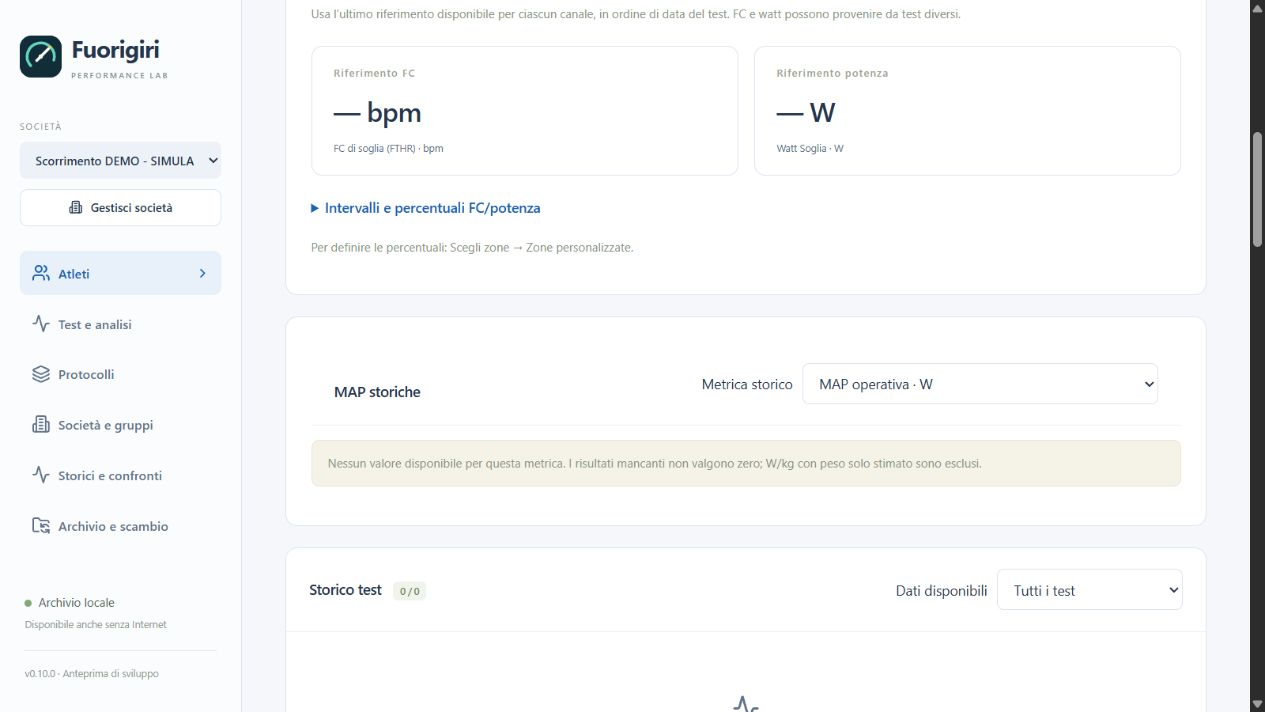 Fuorigiri
PERFORMANCE LAB
SOCIETÀ
Scorrimento DEMO - SIMULA
Gestisci società
Atleti
Test e analisi
Protocolli
Società e gruppi
Storici e confronti
Archivio e scambio
Archivio locale
Disponibile anche senza Internet
v0.10.0 · Anteprima di sviluppo
Usa l'ultimo riferimento disponibile per ciascun canale, in ordine di data del test. FC e watt possono provenire da test diversi.
Riferimento FC
— bpm
FC di soglia (FTHR) · bpm
Riferimento potenza
— W
Watt Soglia · W
Intervalli e percentuali FC/potenza
Per definire le percentuali: Scegli zone → Zone personalizzate.
MAP storiche
Metrica storico
MAP operativa · W
Nessun valore disponibile per questa metrica. I risultati mancanti non valgono zero; W/kg con peso solo stimato sono esclusi.
Storico test
0/0
Dati disponibili
Tutti i test